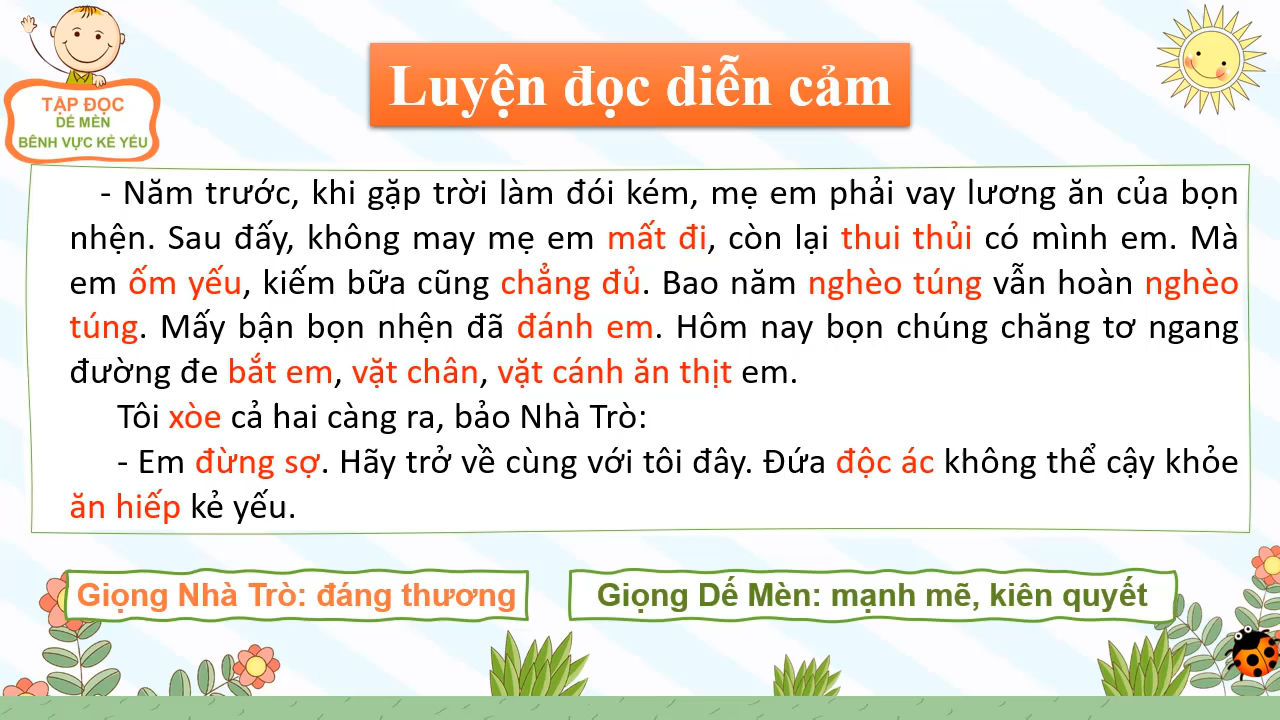 TẬP ĐỌC
DẾ MÈN
BÊNH VỰC KẺ YẾU
Luyện đọc diễn cảm
- Năm trước, khi gặp trời làm đói kém, mẹ em phải vay lương ăn của bọn
nhện. Sau đấy, không may mẹ em mất đi, còn lại thui thủi có mình em. Mà
em ốm yếu, kiếm bữa cũng chẳng đủ. Bao năm nghèo túng vẫn hoàn nghèo
túng. Mấy bận bọn nhện đã đánh em. Hôm nay bọn chúng chăng tơ ngang
đường đe bắt em, vặt chân, vặt cánh ăn thịt em.
Tôi xòe cả hai càng ra, bảo Nhà Trò:
- Em đừng sợ. Hãy trở về cùng với tôi đây. Đứa độc ác không thể cậy khỏe
ăn hiếp kẻ yếu.
Giọng Nhà Trò: đáng thương
Giọng Dế Mèn: mạnh mẽ, kiên quyết